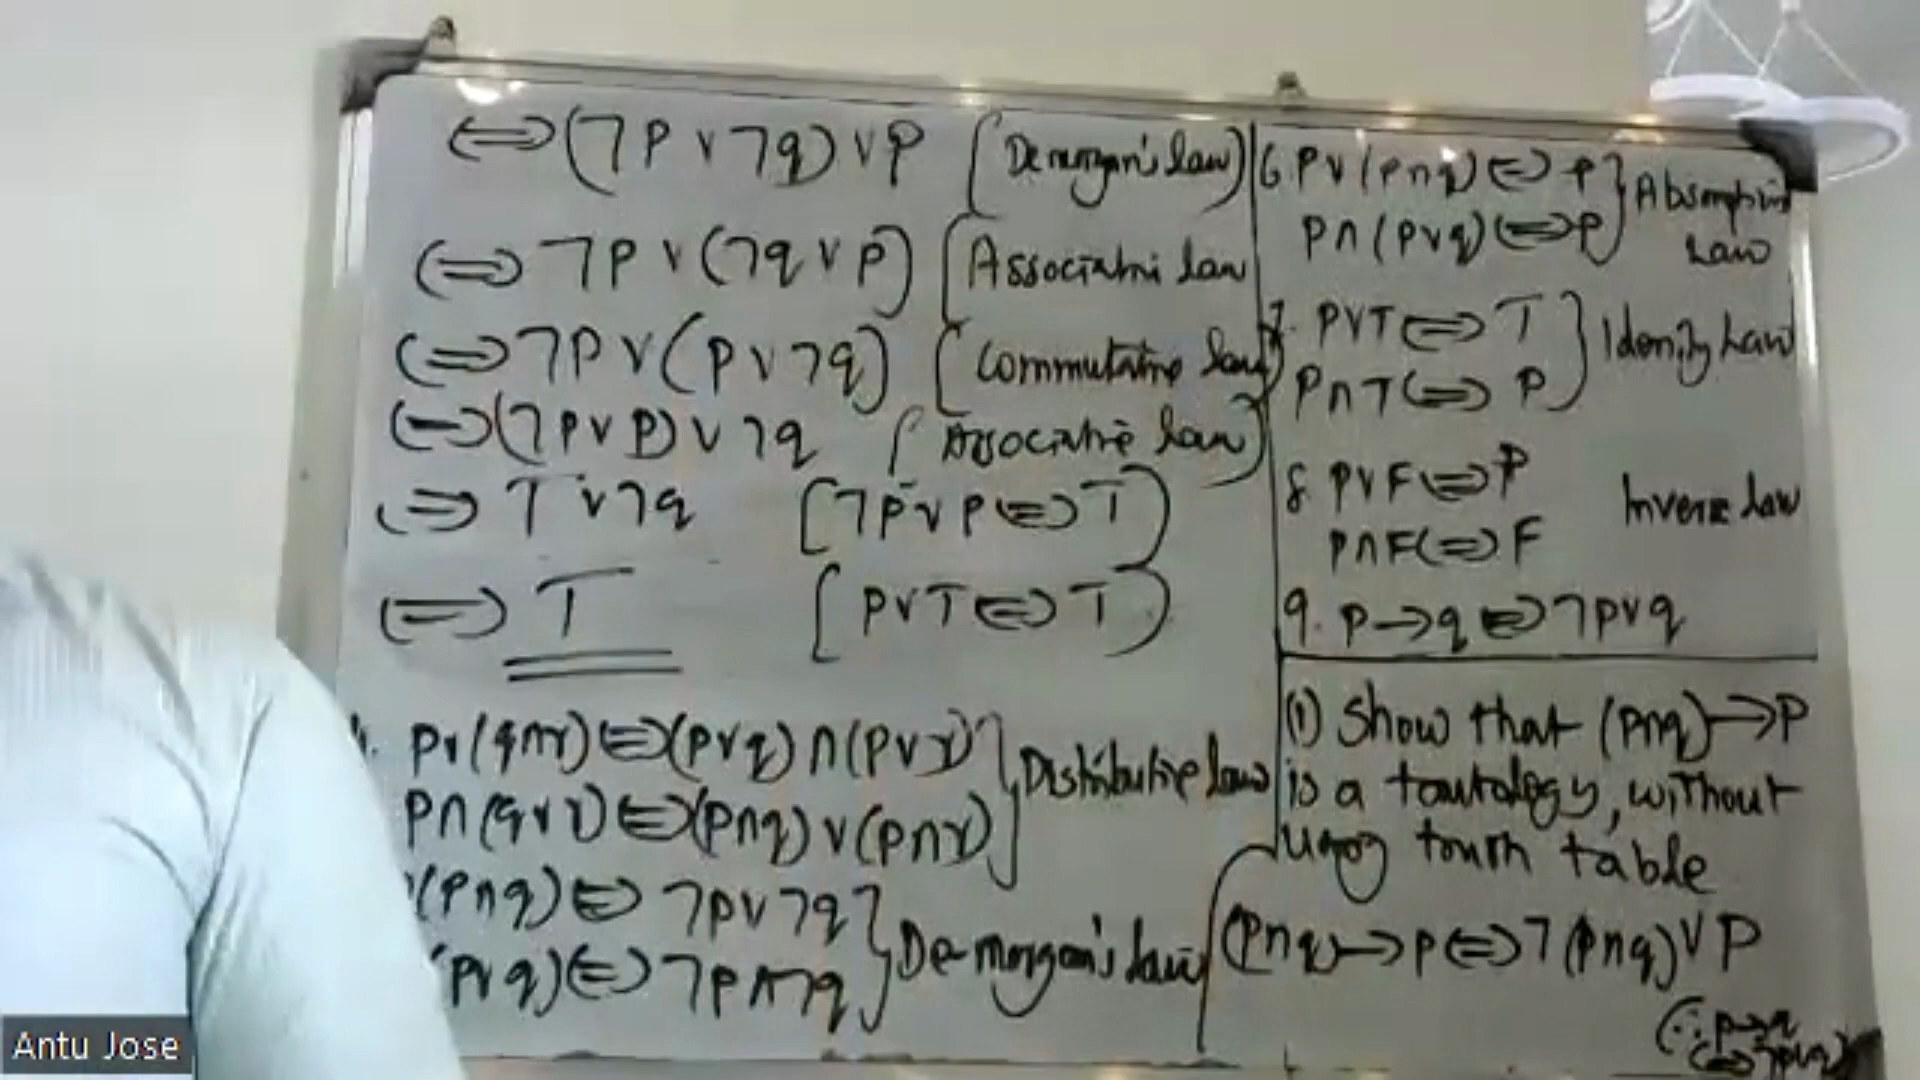 ⟺ (¬P ∨ ¬q) ∨ P [De morgan's law]
⟺ ¬P ∨ (¬q ∨ P) [Associative law
⟺ ¬P ∨ (P ∨ ¬q) [Commutative law]
⟺ (¬P ∨ P) ∨ ¬q [Associative law]
⟺ T ∨ ¬q [¬P ∨ P ⟺ T]
⟺ T [P ∨ T ⟺ T]
P ∨ (q ∧ r) ⟺ (P ∨ q) ∧ (P ∨ r)
P ∧ (q ∨ r) ⟺ (P ∧ q) ∨ (P ∧ r)
} Distributive law
(P ∧ q) ⟺ ¬P ∨ ¬q
(P ∨ q) ⟺ ¬P ∧ ¬q
} De-morgan's law
6. P ∨ (P ∧ q) ⟺ P
P ∧ (P ∨ q) ⟺ P
} Absorption Law
7. P ∨ T ⟺ T
P ∧ T ⟺ P
} Idenity Law
8. P ∨ F ⟺ P
P ∧ F ⟺ F
Inverse law
9. P → q ⟺ ¬P ∨ q
(1) Show that (P ∧ q) → P
is a tautology, without
using truth table
(P ∧ q) → P ⟺ ¬(P ∧ q) ∨ P
(∵ P → q
⟺ ¬P ∨ q)
Antu Jose